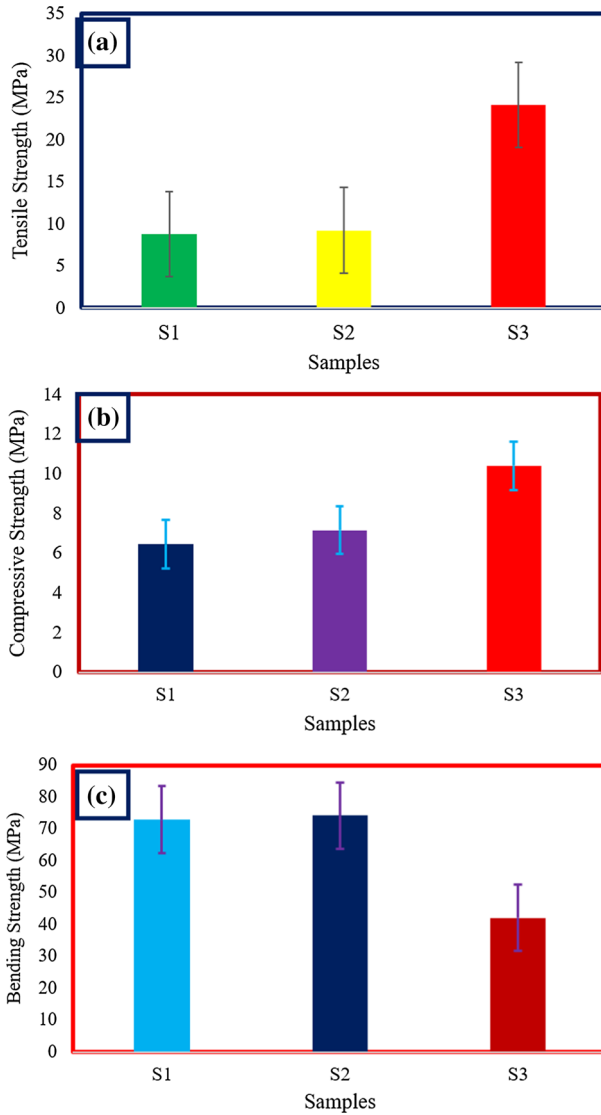 (a)
Tensile Strength (MPa)
35
30
25
20
15
10
5
0
S1 S2 S3
Samples
(b)
Compressive Strength (MPa)
14
12
10
8
6
4
2
0
S1 S2 S3
Samples
(c)
Bending Strength (MPa)
90
80
70
60
50
40
30
20
10
0
S1 S2 S3
Samples